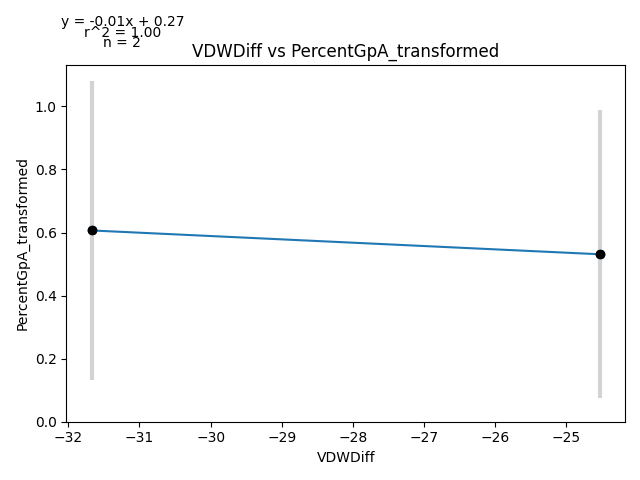 y = -0.01x + 0.27
r^2 = 1.00
n = 2
VDWDiff vs PercentGpA_transformed
1.0
0.8
0.6
0.4
0.2
0.0
PercentGpA_transformed
−32 −31 −30 −29 −28 −27 −26 −25
VDWDiff